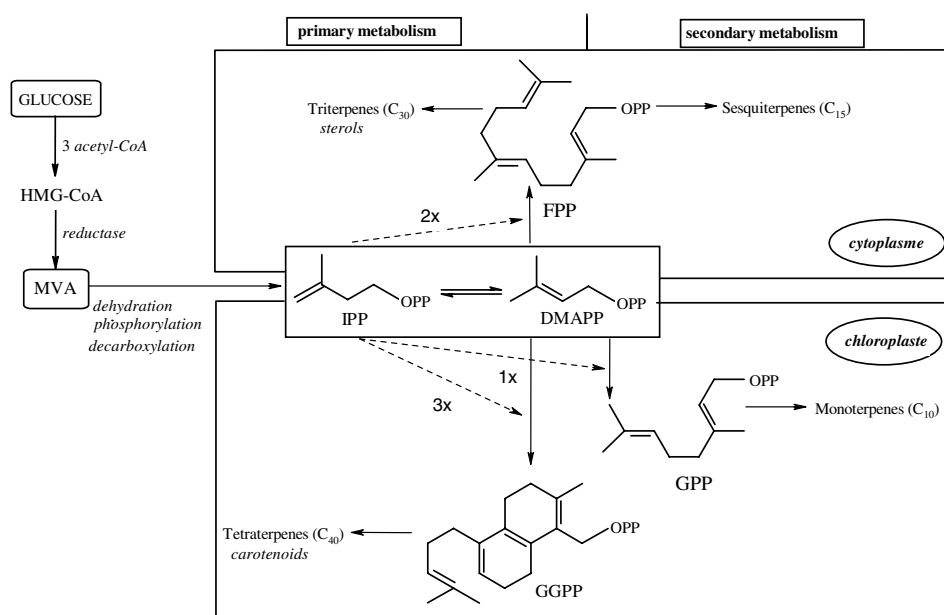 primary metabolism
secondary metabolism
GLUCOSE
3 acetyl-CoA
HMG-CoA
reductase
MVA
dehydration
phosphorylation
decarboxylation
Triterpenes (C30)
sterols
OPP
Sesquiterpenes (C15)
FPP
2x
cytoplasme
OPP
IPP
OPP
DMAPP
chloroplaste
1x
3x
OPP
Monoterpenes (C10)
GPP
OPP
Tetraterpenes (C40)
carotenoids
GGPP